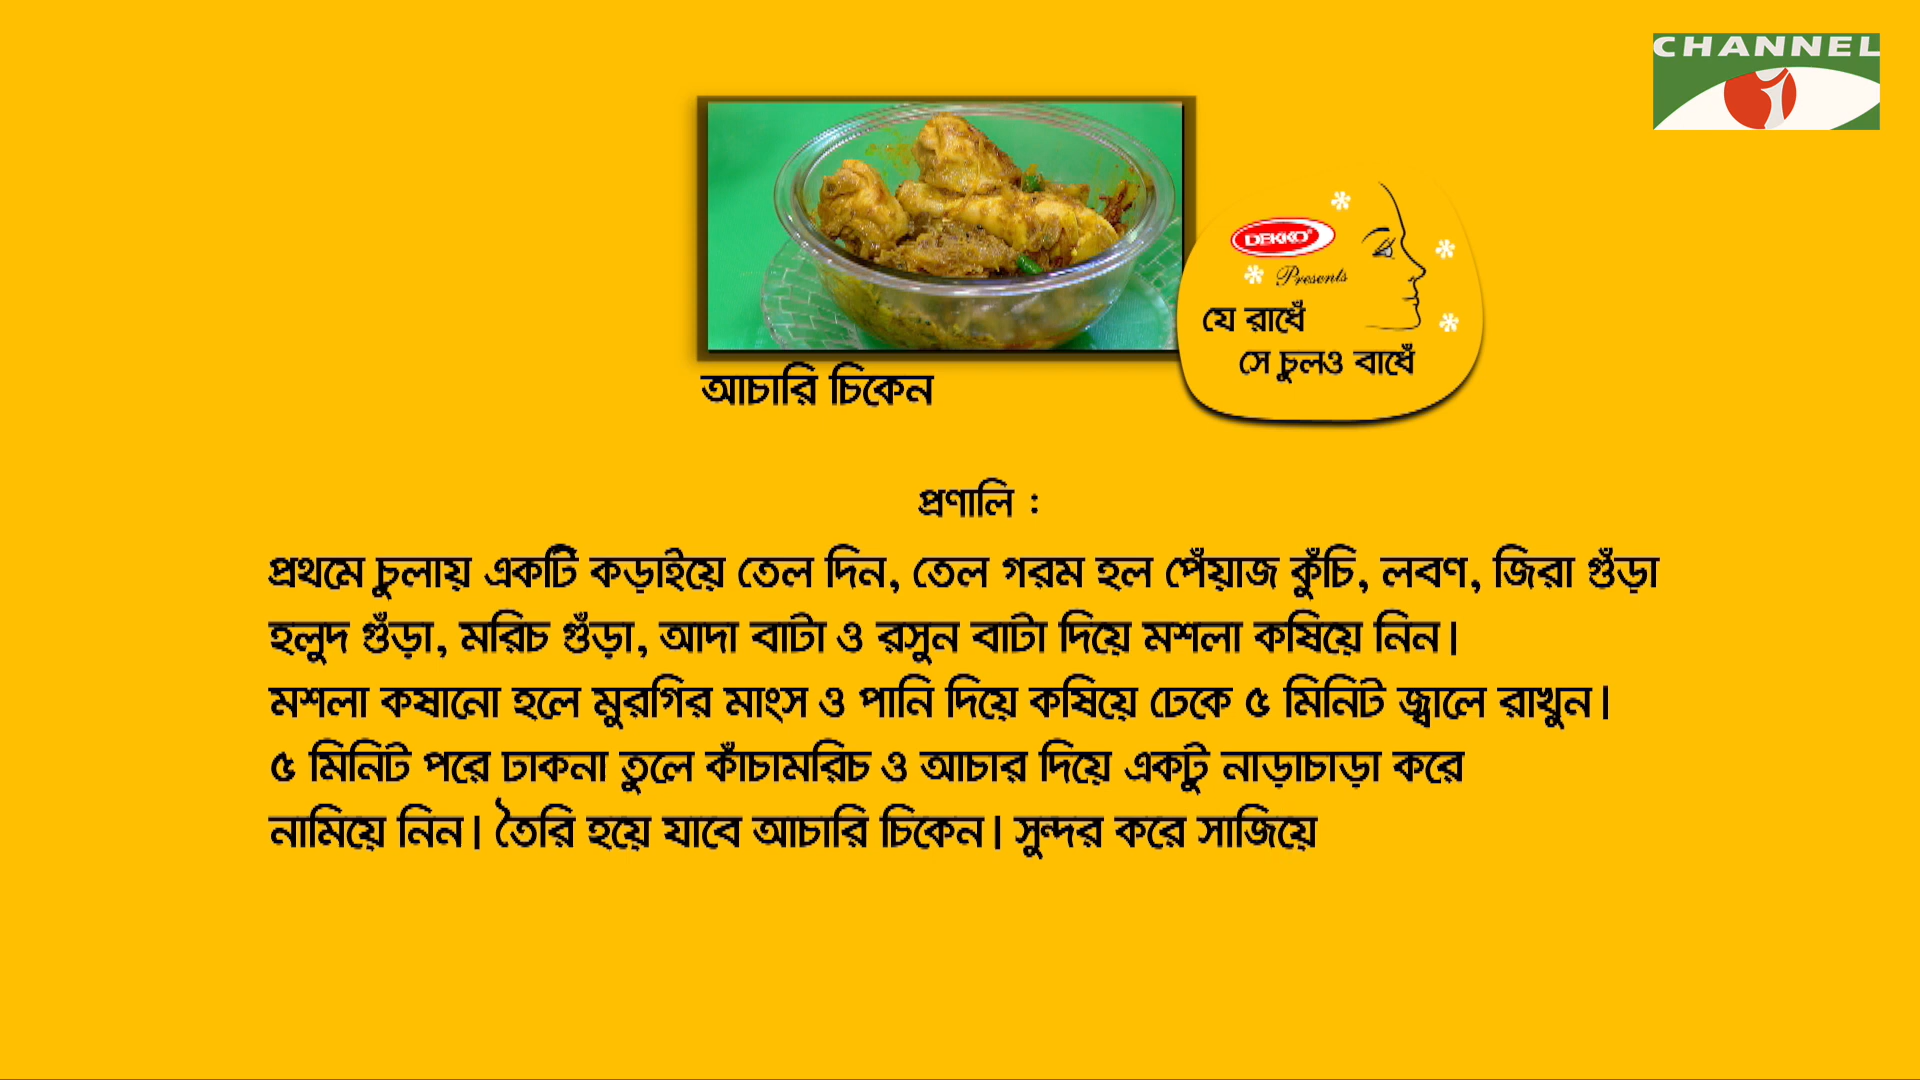 CHANNEL
i
DEKKO
Presents
যে রাধেঁ
সে চুলও বাধেঁ
আচারি চিকেন
প্রণালি :
প্রথমে চুলায় একটি কড়াইয়ে তেল দিন, তেল গরম হল পেঁয়াজ কুঁচি, লবণ, জিরা গুঁড়া
হলুদ গুঁড়া, মরিচ গুঁড়া, আদা বাটা ও রসুন বাটা দিয়ে মশলা কষিয়ে নিন।
মশলা কষানো হলে মুরগির মাংস ও পানি দিয়ে কষিয়ে ঢেকে ৫ মিনিট জ্বালে রাখুন।
৫ মিনিট পরে ঢাকনা তুলে কাঁচামরিচ ও আচার দিয়ে একটু নাড়াচাড়া করে
নামিয়ে নিন। তৈরি হয়ে যাবে আচারি চিকেন। সুন্দর করে সাজিয়ে